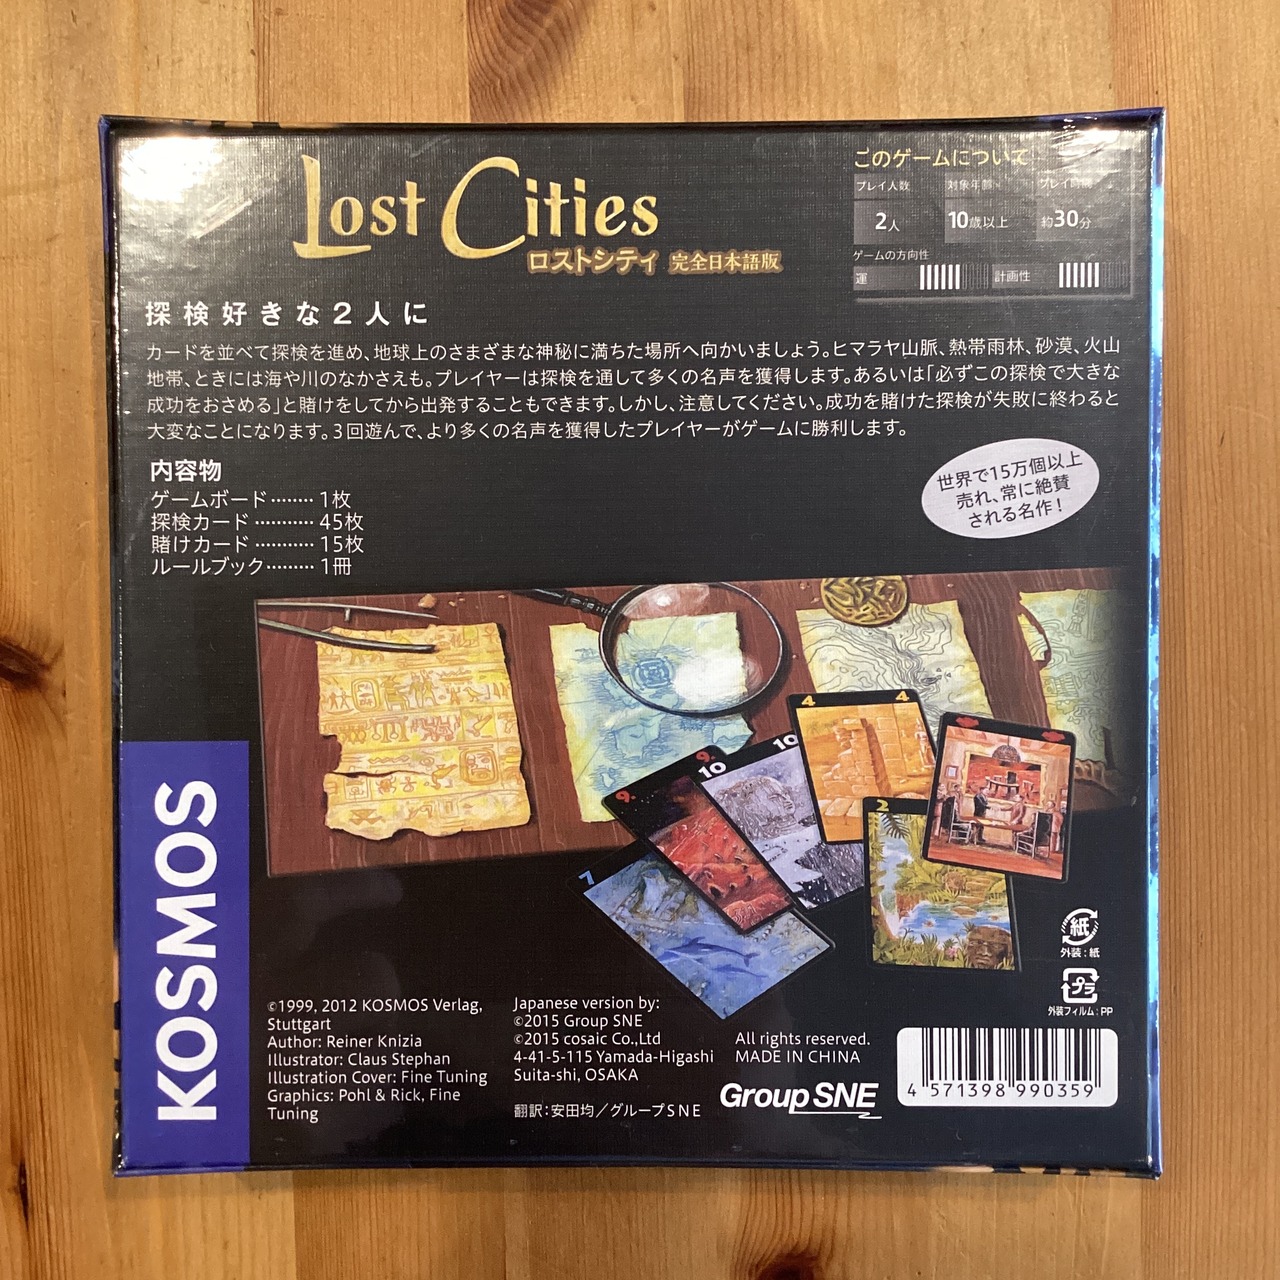 Lost Cities
ロストシティ 完全日本語版
このゲームについて
プレイ人数 対象年齢 プレイ時間
2人 10歳以上 約30分
ゲームの方向性
運 計画性
探検好きな2人に
カードを並べて探検を進め、地球上のさまざまな神秘に満ちた場所へ向かいましょう。ヒマラヤ山脈、熱帯雨林、砂漠、火山
地帯、ときには海や川のなかさえも。プレイヤーは探検を通して多くの名声を獲得します。あるいは「必ずこの探検で大きな
成功をおさめる」と賭けをしてから出発することもできます。しかし、注意してください。成功を賭けた探検が失敗に終わると
大変なことになります。3回遊んで、より多くの名声を獲得したプレイヤーがゲームに勝利します。
内容物
ゲームボード········ 1枚
探検カード ··········· 45枚
賭けカード ··········· 15枚
ルールブック········· 1冊
世界で15万個以上
売れ、常に絶賛
される名作！
4 4
10 10
9. 9.
2
7
KOSMOS
紙
外装：紙
プラ
外装フィルム：PP
©1999, 2012 KOSMOS Verlag,
Stuttgart
Author: Reiner Knizia
Illustrator: Claus Stephan
Illustration Cover: Fine Tuning
Graphics: Pohl & Rick, Fine
Tuning
Japanese version by:
©2015 Group SNE
©2015 cosaic Co.,Ltd
4-41-5-115 Yamada-Higashi
Suita-shi, OSAKA
翻訳：安田均／グループSNE
All rights reserved.
MADE IN CHINA
Group SNE
4 571398 990359